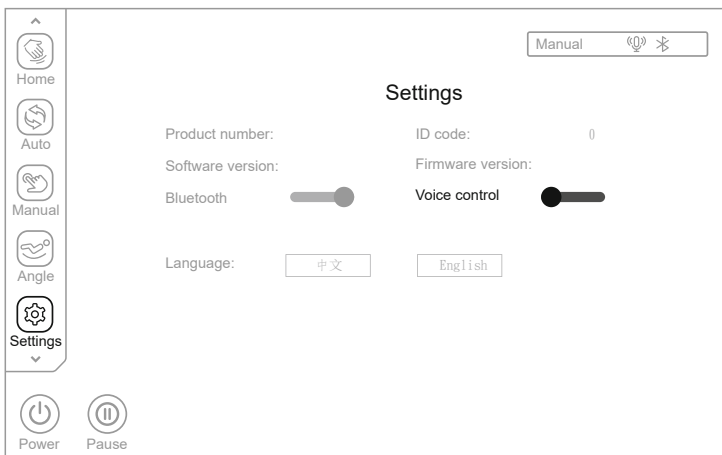 Home
Auto
Manual
Angle
Settings
Power
Pause
Manual
Settings
Product number:
ID code: 0
Software version:
Firmware version:
Bluetooth
Voice control
Language: 中文 English